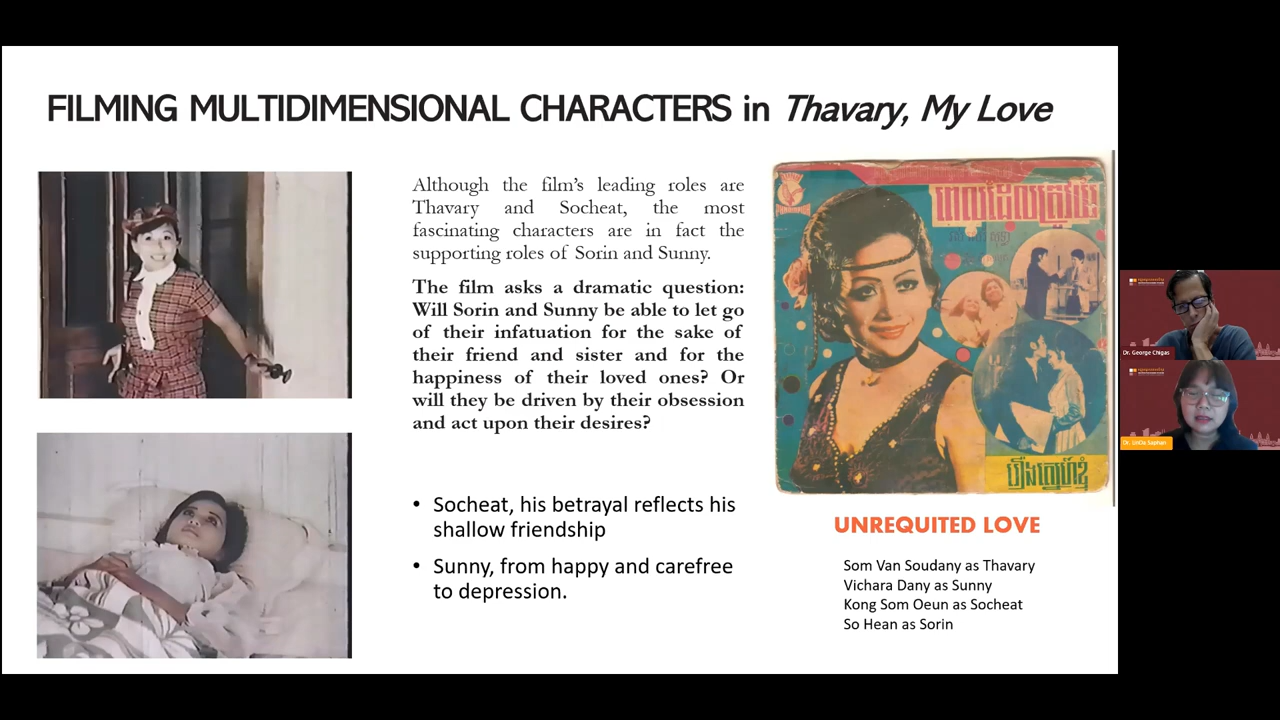 FILMING MULTIDIMENSIONAL CHARACTERS in Thavary, My Love
Although the film's leading roles are
Thavary and Socheat, the most
fascinating characters are in fact the
supporting roles of Sorin and Sunny.
The film asks a dramatic question:
Will Sorin and Sunny be able to let go
of their infatuation for the sake of
their friend and sister and for the
happiness of their loved ones? Or
will they be driven by their obsession
and act upon their desires?
• Socheat, his betrayal reflects his
shallow friendship
• Sunny, from happy and carefree
to depression.
UNRELATED LOVE
Som Van Soudany as Thavary
Vichara Dany as Sunny
Kong Som Oeun as Socheat
So Hean as Sorin
Dr. George Chigas
Dr. LinDa Saphan